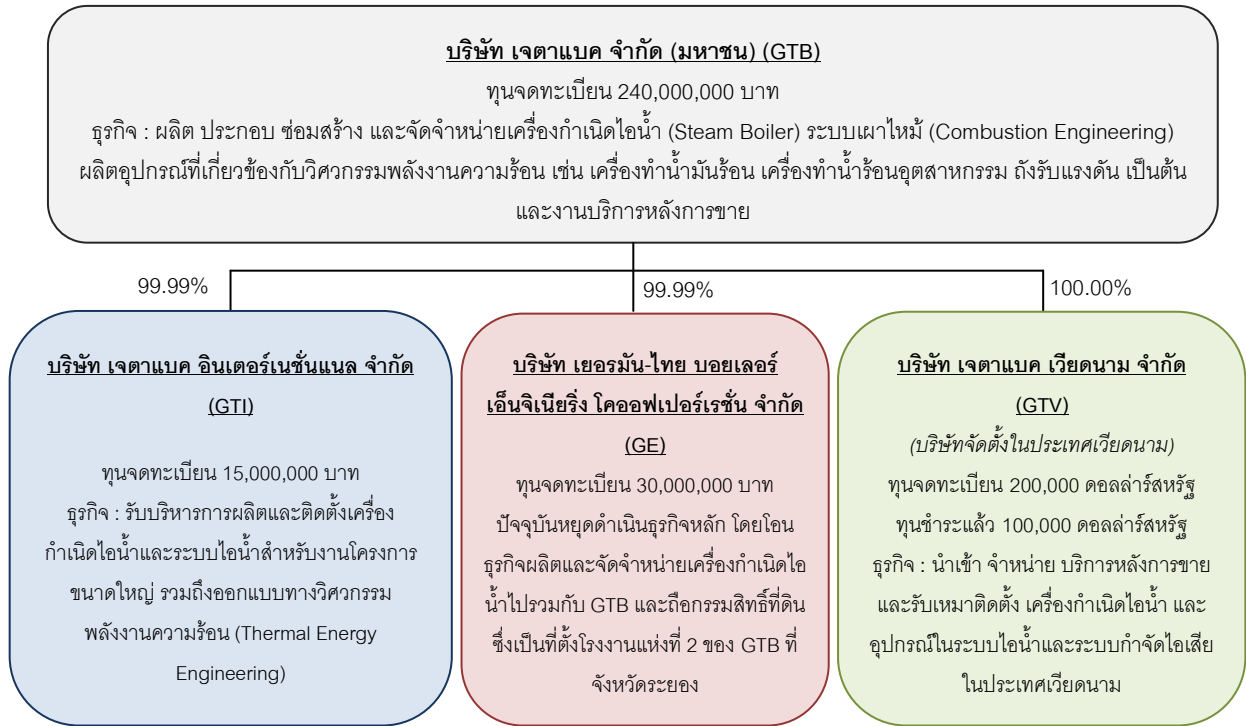 บริษัท เจตาแบค จำกัด (มหาชน) (GTB)
ทุนจดทะเบียน 240,000,000 บาท
ธุรกิจ : ผลิต ประกอบ ซ่อมสร้าง และจัดจำหน่ายเครื่องกำเนิดไอน้ำ (Steam Boiler) ระบบเผาไหม้ (Combustion Engineering)
ผลิตอุปกรณ์ที่เกี่ยวข้องกับวิศวกรรมพลังงานความร้อน เช่น เครื่องทำน้ำมันร้อน เครื่องทำน้ำร้อนอุตสาหกรรม ถังรับแรงดัน เป็นต้น
และงานบริการหลังการขาย
99.99%
99.99%
100.00%
บริษัท เจตาแบค อินเตอร์เนชั่นแนล จำกัด
(GTI)
ทุนจดทะเบียน 15,000,000 บาท
ธุรกิจ : รับบริหารการผลิตและติดตั้งเครื่อง
กำเนิดไอน้ำและระบบไอน้ำสำหรับงานโครงการ
ขนาดใหญ่ รวมถึงออกแบบทางวิศวกรรม
พลังงานความร้อน (Thermal Energy
Engineering)
บริษัท เยอรมัน-ไทย บอยเลอร์
เอ็นจิเนียริ่ง โคออฟเปอร์เรชั่น จำกัด
(GE)
ทุนจดทะเบียน 30,000,000 บาท
ปัจจุบันหยุดดำเนินธุรกิจหลัก โดยโอน
ธุรกิจผลิตและจัดจำหน่ายเครื่องกำเนิดไอ
น้ำไปรวมกับ GTB และถือกรรมสิทธิ์ที่ดิน
ซึ่งเป็นที่ตั้งโรงงานแห่งที่ 2 ของ GTB ที่
จังหวัดระยอง
บริษัท เจตาแบค เวียดนาม จำกัด
(GTV)
(บริษัทจัดตั้งในประเทศเวียดนาม)
ทุนจดทะเบียน 200,000 ดอลล่าร์สหรัฐ
ทุนชำระแล้ว 100,000 ดอลล่าร์สหรัฐ
ธุรกิจ : นำเข้า จำหน่าย บริการหลังการขาย
และรับเหมาติดตั้ง เครื่องกำเนิดไอน้ำ และ
อุปกรณ์ในระบบไอน้ำและระบบกำจัดไอเสีย
ในประเทศเวียดนาม